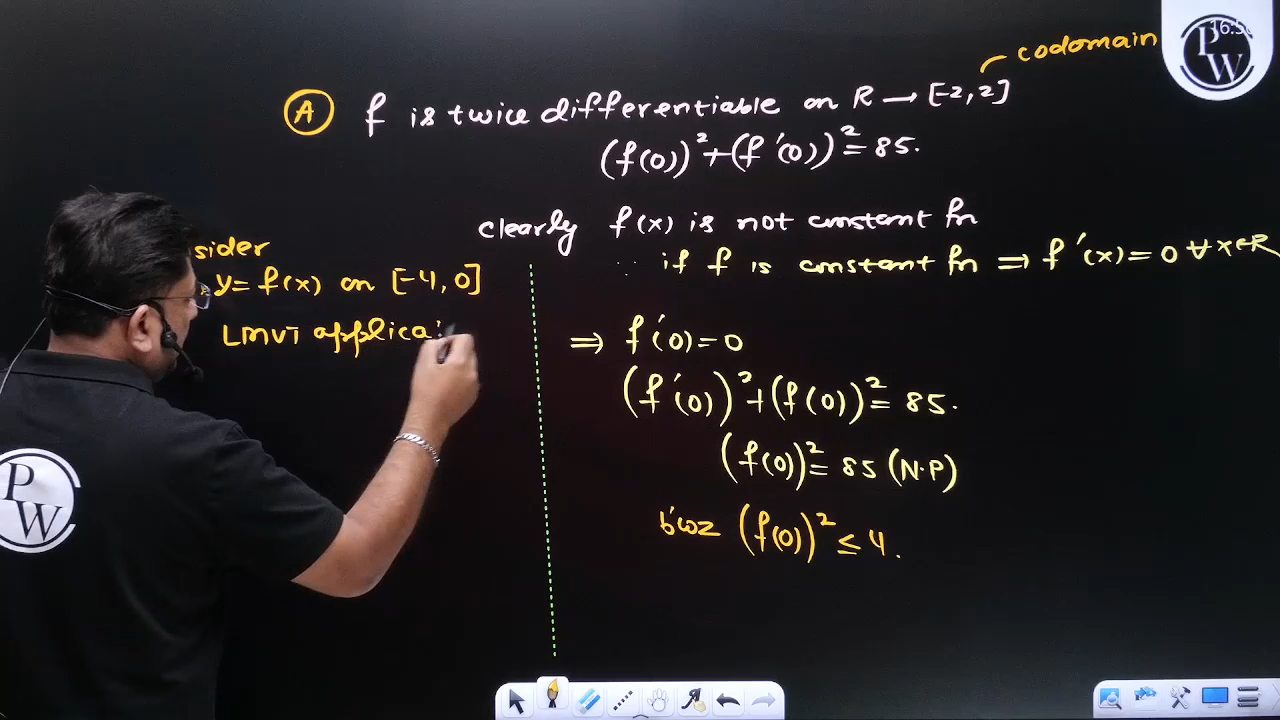 codomain
16:5
P
W
A f is twice differentiable on R → [-2, 2]
(f(0))² + (f'(0))² = 85.
clearly f(x) is not constant fn
∵ if f is constant fn ⇒ f'(x) = 0 ∀ x ∈ R
sider
y = f(x) on [-4, 0]
LMVT applica
⇒ f'(0) = 0
(f'(0))² + (f(0))² = 85.
(f(0))² = 85 (N.P)
b'coz (f(0))² ≤ 4.
P
W